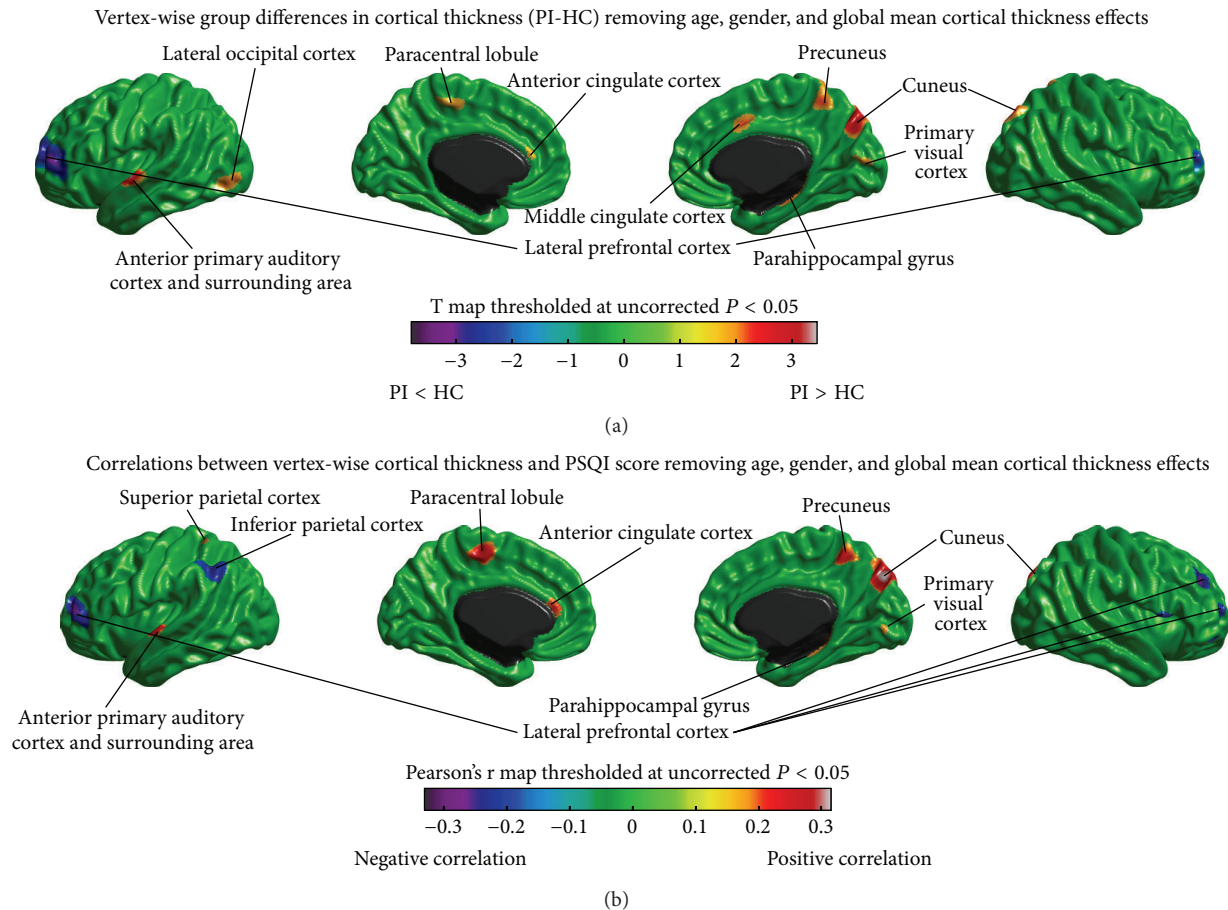 Vertex-wise group differences in cortical thickness (PI-HC) removing age, gender, and global mean cortical thickness effects
Lateral occipital cortex
Paracentral lobule
Anterior cingulate cortex
Precuneus
Cuneus
Primary
visual
cortex
Middle cingulate cortex
Lateral prefrontal cortex
Parahippocampal gyrus
Anterior primary auditory
cortex and surrounding area
T map thresholded at uncorrected P < 0.05
−3 −2 −1 0 1 2 3
PI < HC PI > HC
(a)
Correlations between vertex-wise cortical thickness and PSQI score removing age, gender, and global mean cortical thickness effects
Superior parietal cortex
Inferior parietal cortex
Paracentral lobule
Anterior cingulate cortex
Precuneus
Cuneus
Primary
visual
cortex
Parahippocampal gyrus
Lateral prefrontal cortex
Anterior primary auditory
cortex and surrounding area
Pearson's r map thresholded at uncorrected P < 0.05
−0.3 −0.2 −0.1 0 0.1 0.2 0.3
Negative correlation Positive correlation
(b)